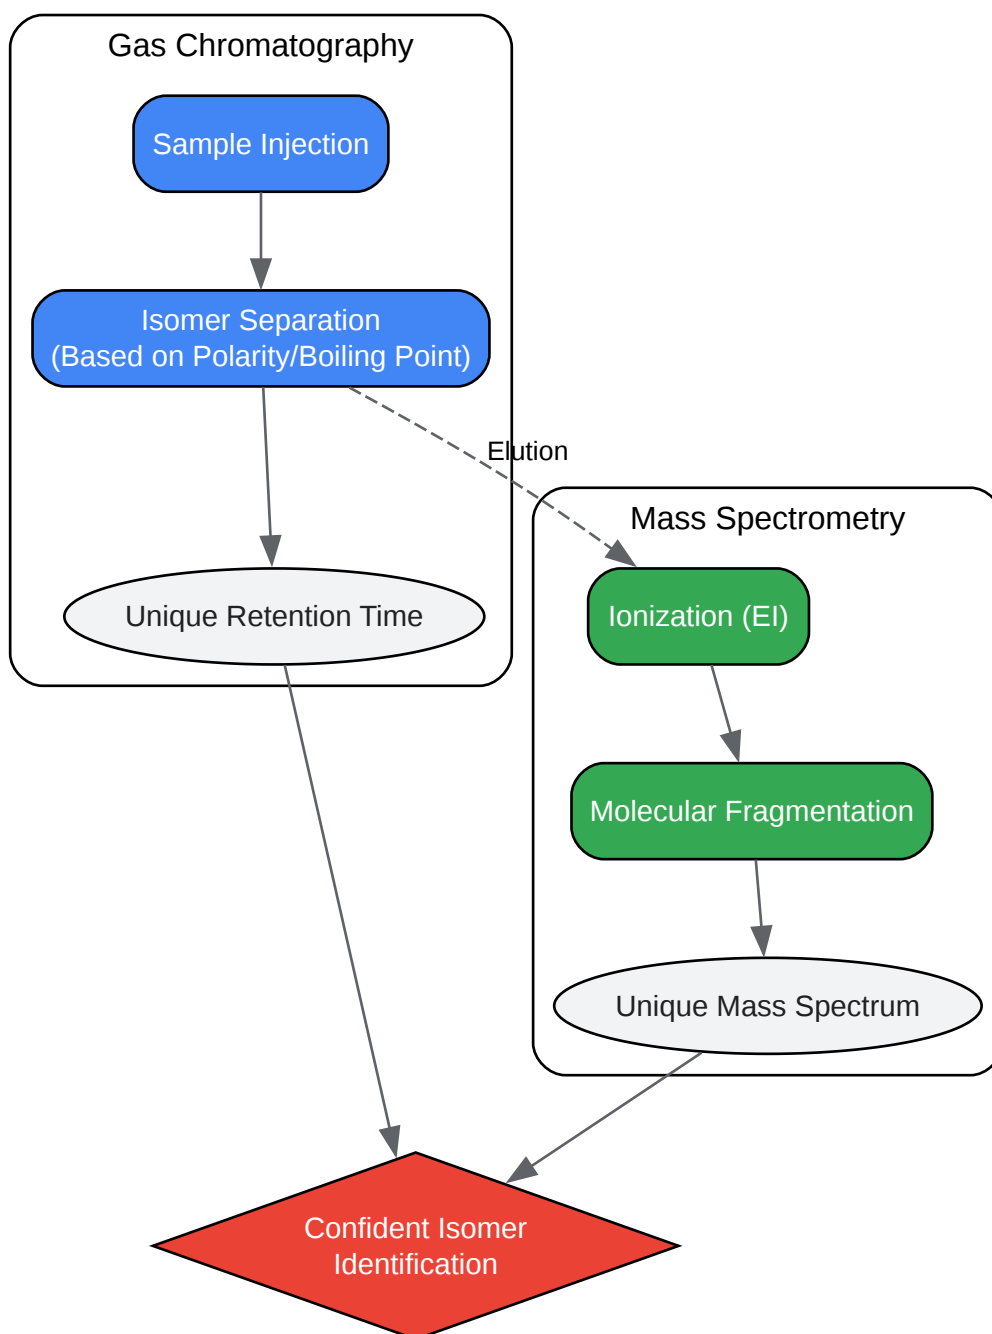 Gas Chromatography
Sample Injection
Isomer Separation
(Based on Polarity/Boiling Point)
Elution
Mass Spectrometry
Unique Retention Time
Ionization (EI)
Molecular Fragmentation
Unique Mass Spectrum
Confident Isomer
Identification